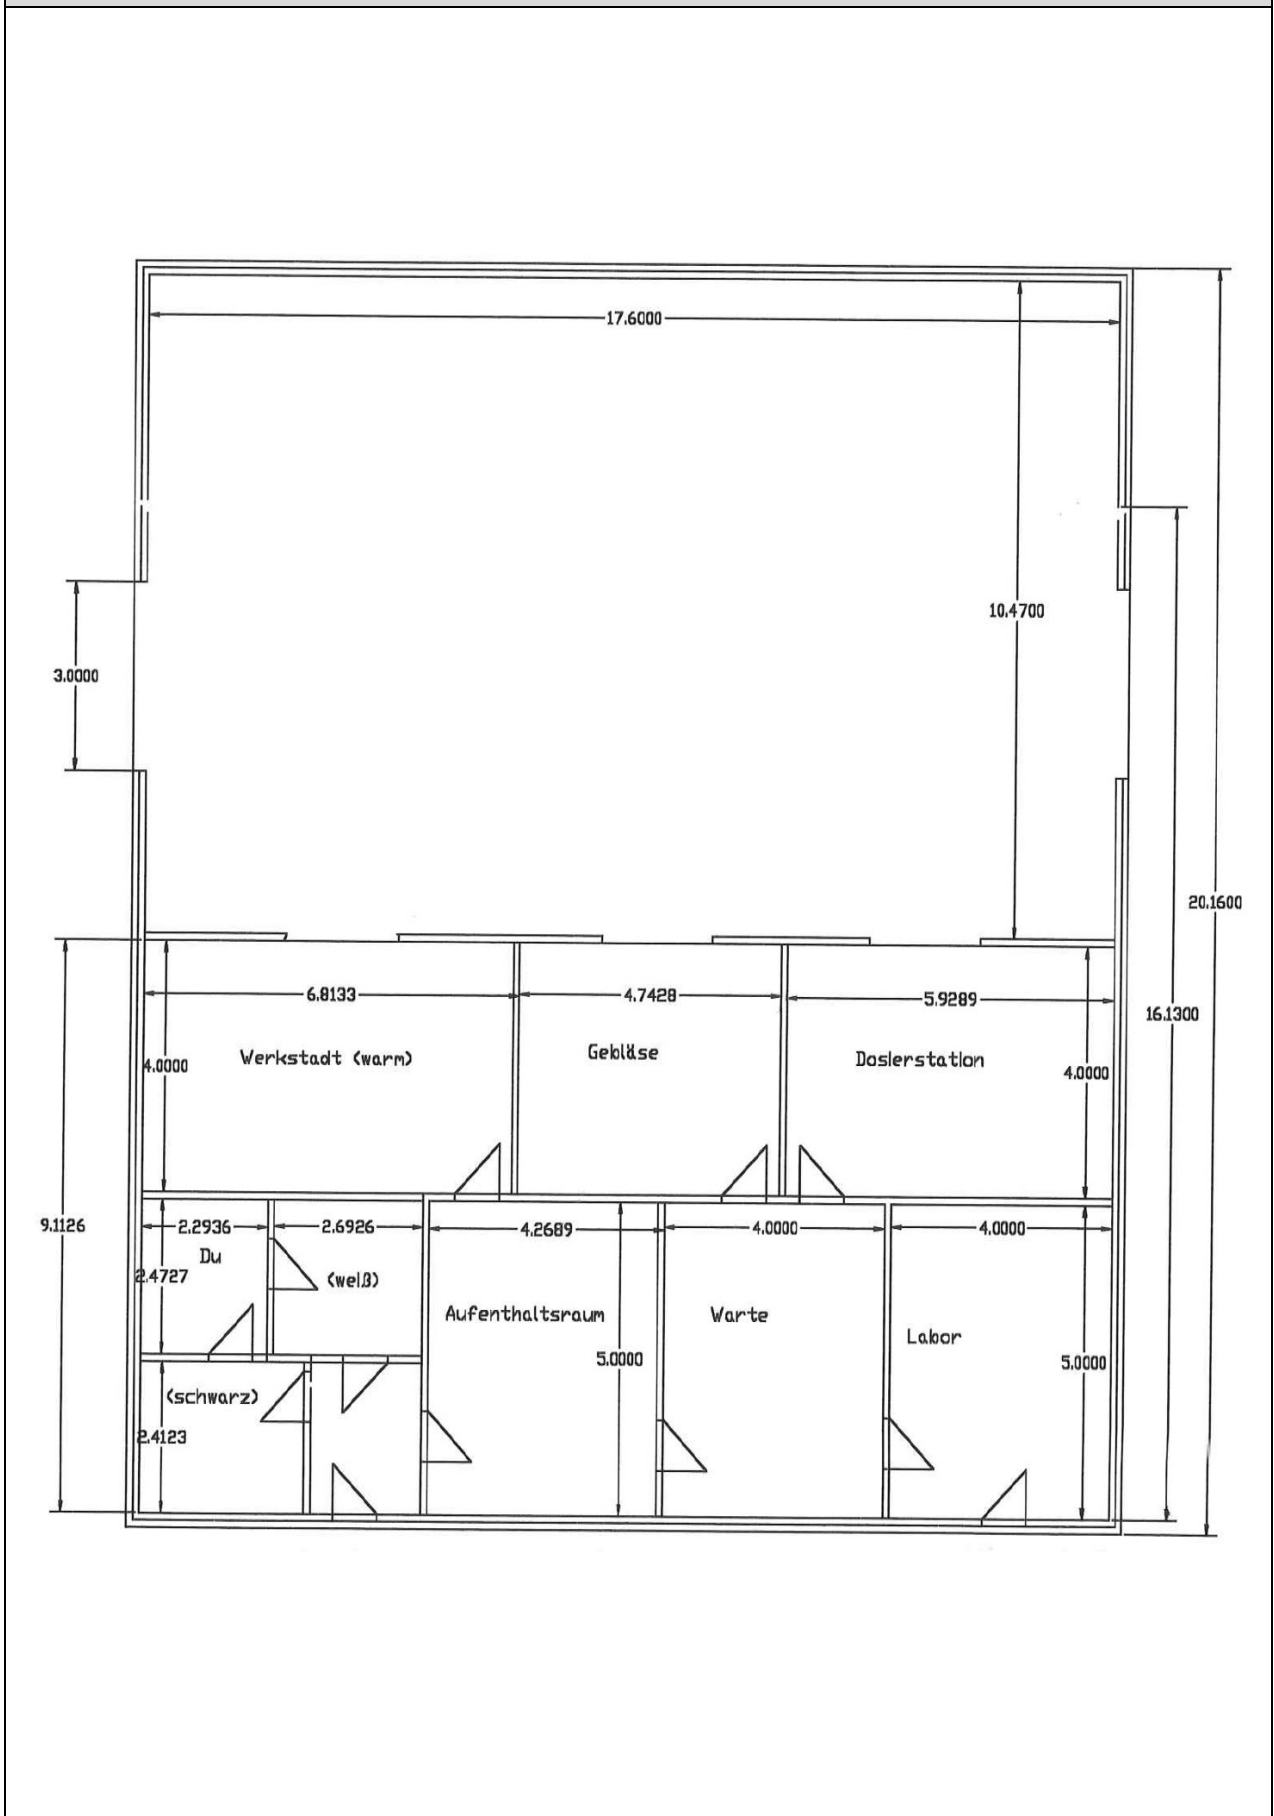 17.6000
10.4700
3.0000
20.1600
6.8133
4.7428
5.9289
16.1300
Werkstadt (warm)
Gebläse
Dosierstation
4.0000
4.0000
9.1126
2.2936
2.6926
4.2689
4.0000
4.0000
Du
2.4727
(weiß)
Aufenthaltsraum
Warte
Labor
5.0000
5.0000
(schwarz)
2.4123